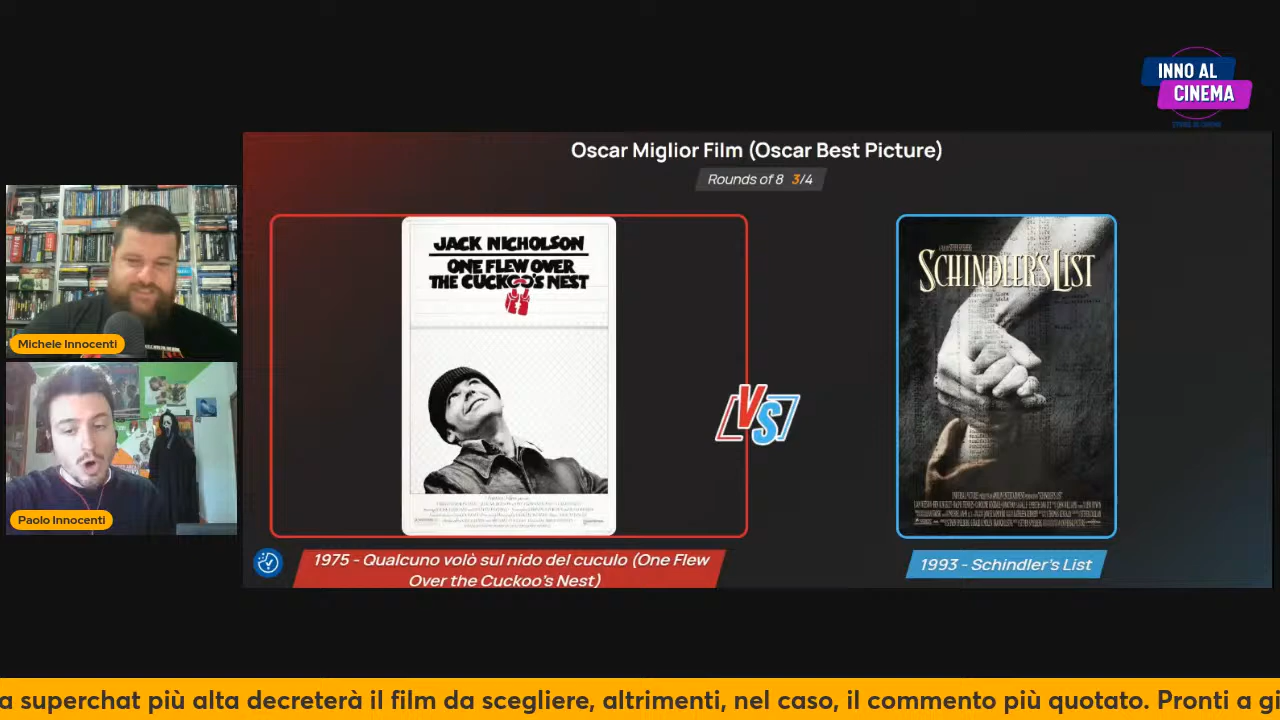 INNO AL
CINEMA
Oscar Miglior Film (Oscar Best Picture)
Rounds of 8 3/4
JACK NICHOLSON
ONE FLEW OVER
THE CUCKOO'S NEST
SCHINDLER'S LIST
VS
Michele Innocenti
Paolo Innocenti
1975 - Qualcuno volò sul nido del cuculo (One Flew
Over the Cuckoo's Nest)
1993 - Schindler's List
a superchat più alta decreterà il film da scegliere, altrimenti, nel caso, il commento più quotato. Pronti a gi